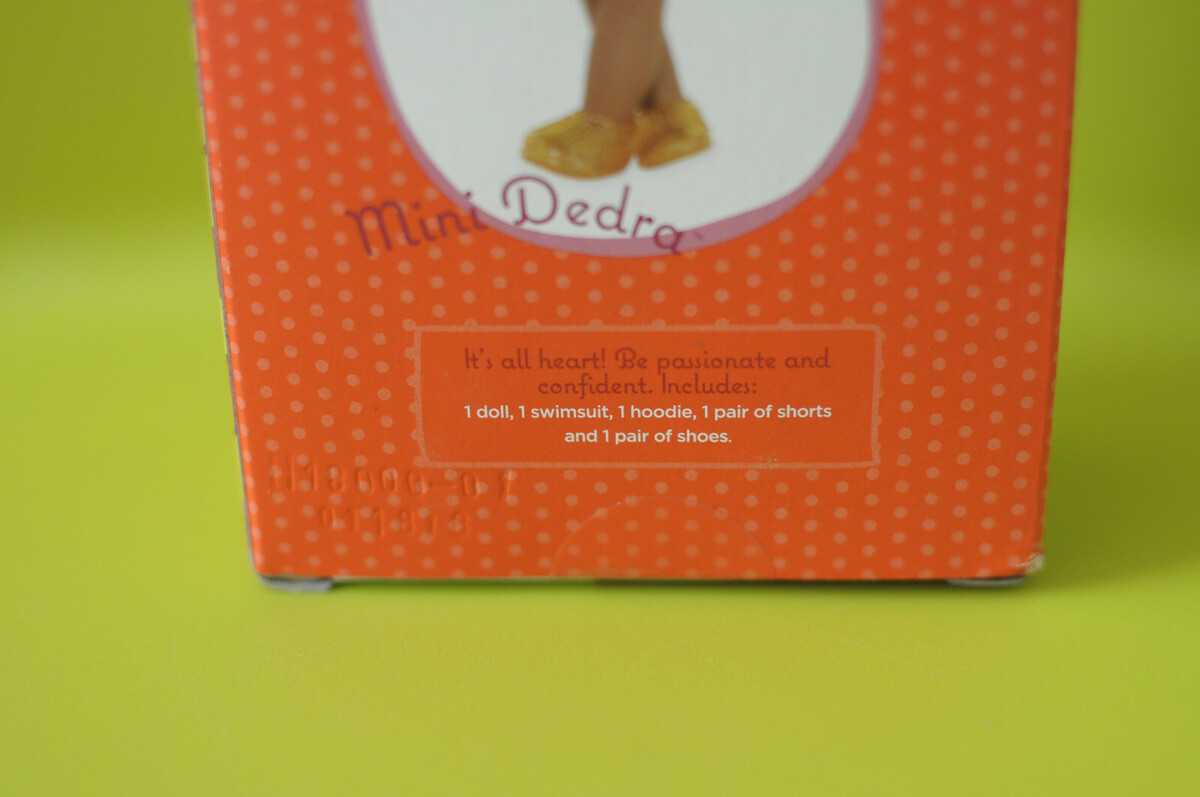 Mini Dedra
It's all heart! Be passionate and
confident. Includes:
1 doll, 1 swimsuit, 1 hoodie, 1 pair of shorts
and 1 pair of shoes.